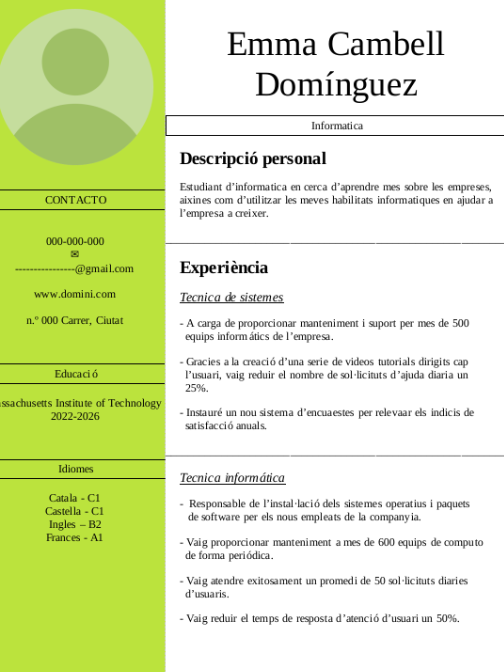 Emma Cambell
Domínguez
Informatica
CONTACTO
000-000-000
✉
----------------@gmail.com
www.domini.com
n.º 000 Carrer, Ciutat
Educació
ssachusetts Institute of Technology
2022-2026
Idiomes
Catala - C1
Castella - C1
Ingles – B2
Frances - A1
Descripció personal
Estudiant d’informatica en cerca d’aprendre mes sobre les empreses,
aixines com d’utilitzar les meves habilitats informatiques en ajudar a
l’empresa a creixer.
Experiència
Tecnica de sistemes
- A carga de proporcionar manteniment i suport per mes de 500
equips informàtics de l’empresa.
- Gracies a la creació d’una serie de videos tutorials dirigits cap
l’usuari, vaig reduir el nombre de sol·licituts d’ajuda diaria un
25%.
- Instauré un nou sistema d’encuaestes per relevaar els indicis de
satisfacció anuals.
Tecnica informática
- Responsable de l’instal·lació dels sistemes operatius i paquets
de software per els nous empleats de la companyia.
- Vaig proporcionar manteniment a mes de 600 equips de computo
de forma periódica.
- Vaig atendre exitosament un promedi de 50 sol·licituts diaries
d’usuaris.
- Vaig reduir el temps de resposta d’atenció d’usuari un 50%.